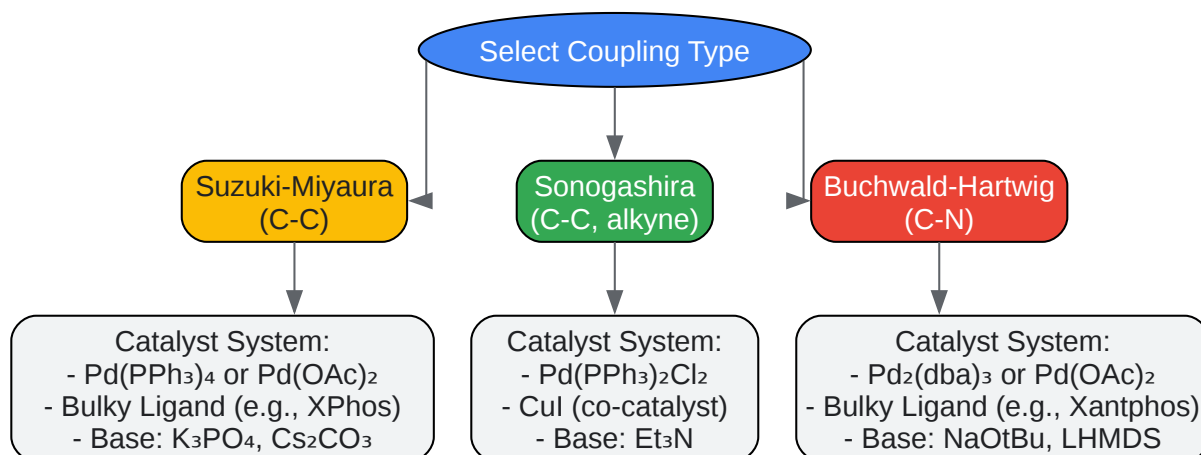 Select Coupling Type
Suzuki-Miyaura
(C-C)
Sonogashira
(C-C, alkyne)
Buchwald-Hartwig
(C-N)
Catalyst System:
- Pd(PPh₃)₄ or Pd(OAc)₂
- Bulky Ligand (e.g., XPhos)
- Base: K₃PO₄, Cs₂CO₃
Catalyst System:
- Pd(PPh₃)₂Cl₂
- CuI (co-catalyst)
- Base: Et₃N
Catalyst System:
- Pd₂(dba)₃ or Pd(OAc)₂
- Bulky Ligand (e.g., Xantphos)
- Base: NaOtBu, LHMDS